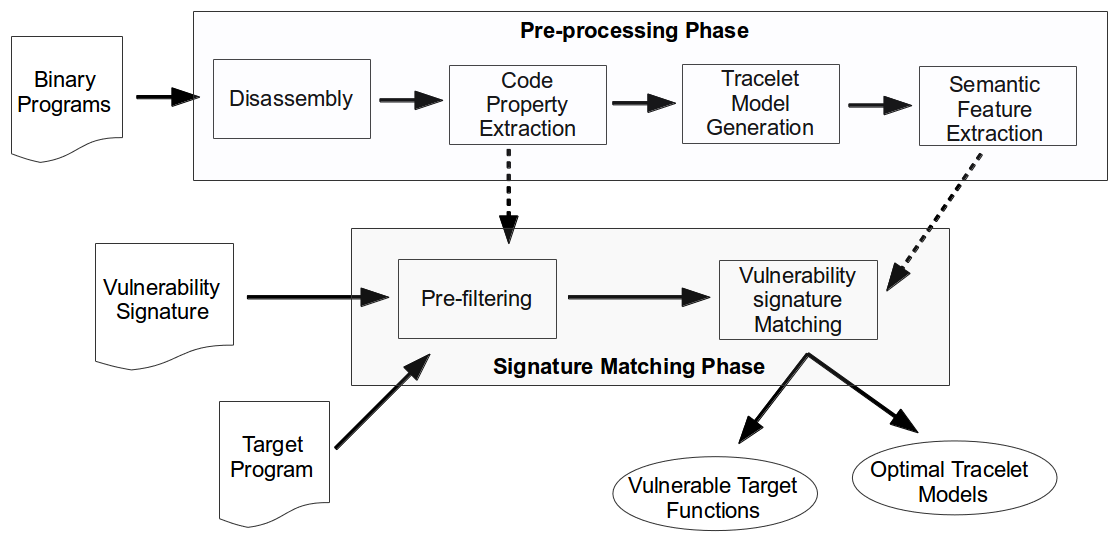 Pre-processing Phase
Binary
Programs
Disassembly
Code
Property
Extraction
Tracelet
Model
Generation
Semantic
Feature
Extraction
Vulnerability
Signature
Pre-filtering
Vulnerability
signature
Matching
Signature Matching Phase
Target
Program
Vulnerable Target
Functions
Optimal Tracelet
Models